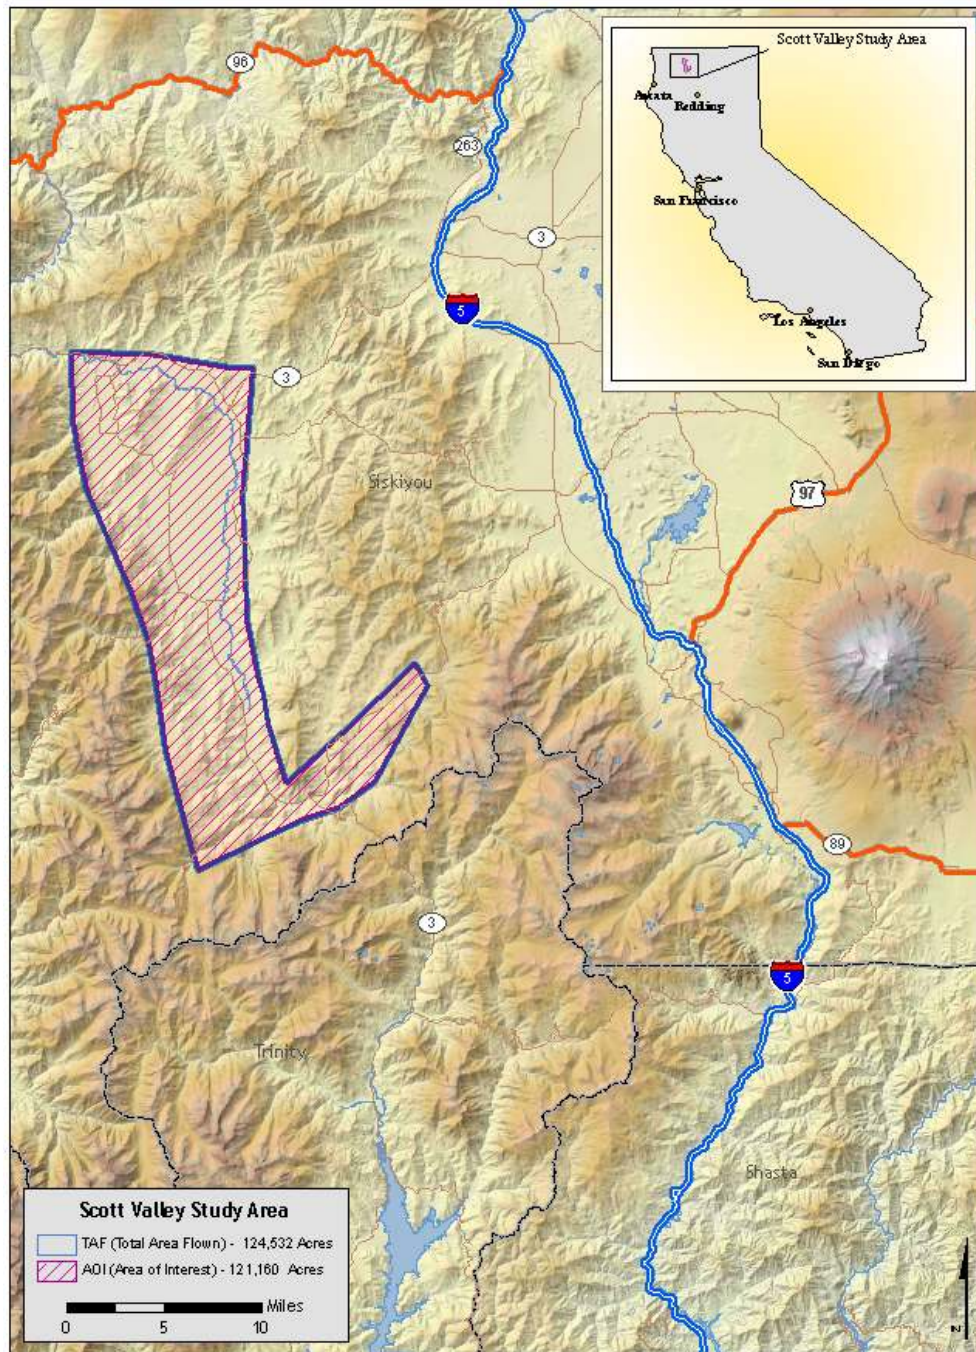 Scott Valley Study Area
Arcata
Redding
San Francisco
Los Angeles
San Diego
96
263
3
5
3
Siskiyou
97
89
3
5
Trinity
Shasta
Scott Valley Study Area
TAF (Total Area Flown) - 124,532 Acres
AOI (Area of Interest) - 121,160 Acres
Miles
0 5 10
N